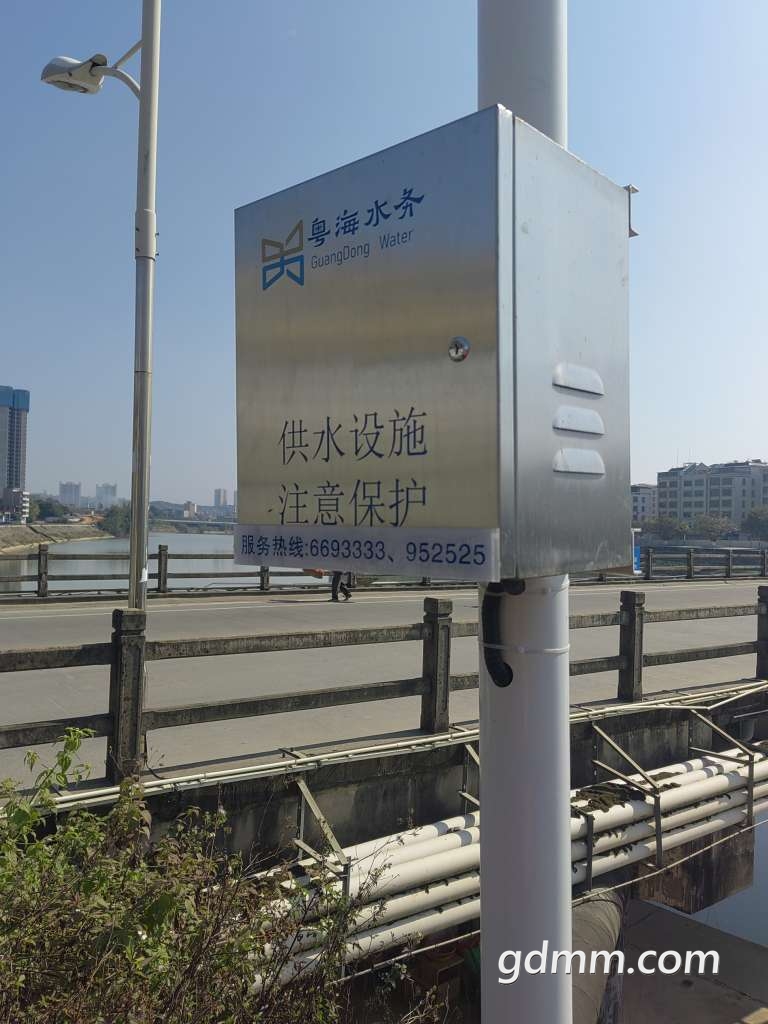 粤海水务
GuangDong Water
供水设施
注意保护
服务热线:6693333、952525
gdmm.com